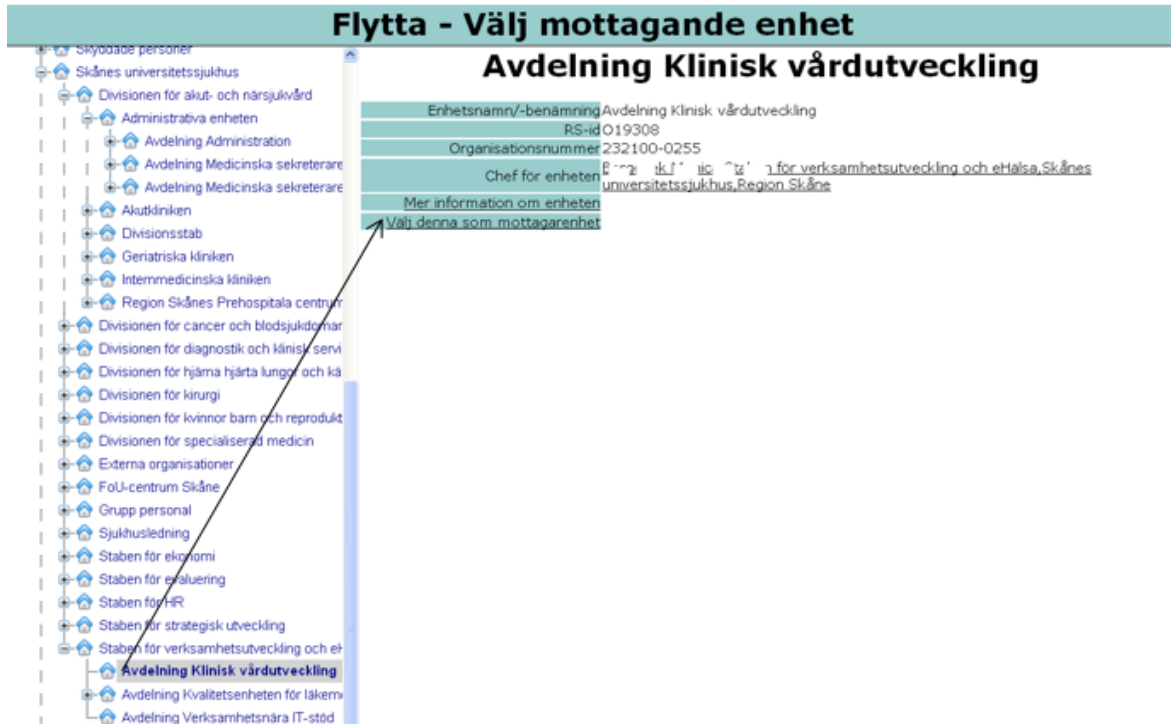 Flytta - Välj mottagande enhet
Skyddade personer
Skånes universitetssjukhus
Divisionen för akut- och närsjukvård
Administrativa enheten
Avdelning Administration
Avdelning Medicinska sekreterare
Avdelning Medicinska sekreterare
Akutkliniken
Divisionsstab
Geriatriska kliniken
Internmedicinska kliniken
Region Skånes Prehospitala centrum
Divisionen för cancer och blodsjukdomar
Divisionen för diagnostik och klinisk servi
Divisionen för hjärna hjärta lungor och kä
Divisionen för kirurgi
Divisionen för kvinnor barn och reprodukt
Divisionen för specialiserad medicin
Externa organisationer
FoU-centrum Skåne
Grupp personal
Sjukhusledning
Staben för ekonomi
Staben för evaluering
Staben för HR
Staben för strategisk utveckling
Staben för verksamhetsutveckling och eH
Avdelning Klinisk vårdutveckling
Avdelning Kvalitetsenheten för läkeme
Avdelning Verksamhetsnära IT-stöd
Avdelning Klinisk vårdutveckling
Enhetsnamn/-benämning Avdelning Klinisk vårdutveckling
RS-id O19308
Organisationsnummer 232100-0255
Chef för enheten för verksamhetsutveckling och eHälsa,Skånes
universitetssjukhus,Region Skåne
Mer information om enheten
Välj denna som mottagarenhet